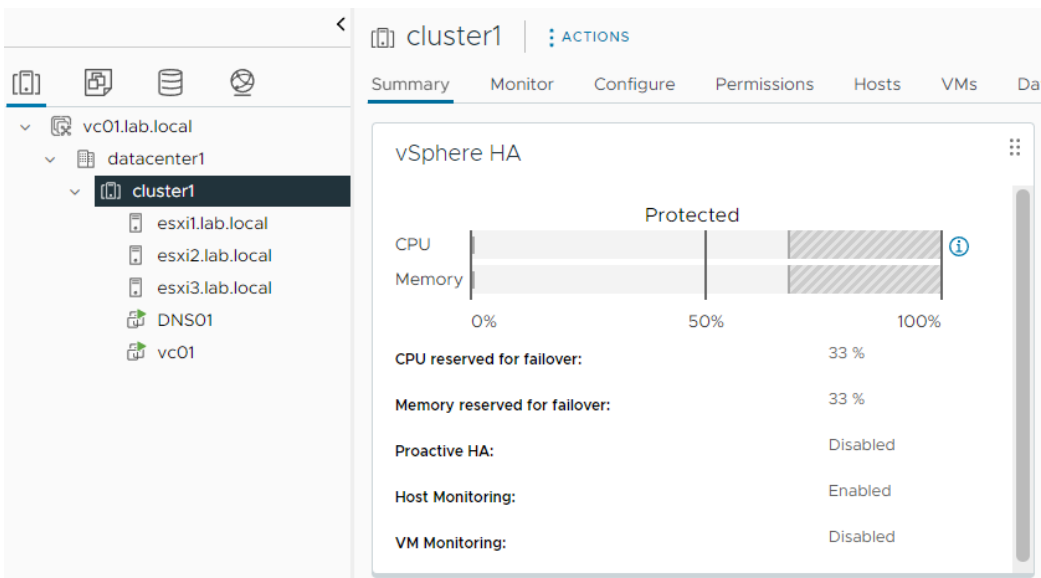 vc01.lab.local
datacenter1
cluster1
esxi1.lab.local
esxi2.lab.local
esxi3.lab.local
DNS01
vc01
cluster1 ACTIONS
Summary Monitor Configure Permissions Hosts VMs Da
vSphere HA
Protected
CPU
Memory
0% 50% 100%
CPU reserved for failover: 33 %
Memory reserved for failover: 33 %
Proactive HA: Disabled
Host Monitoring: Enabled
VM Monitoring: Disabled